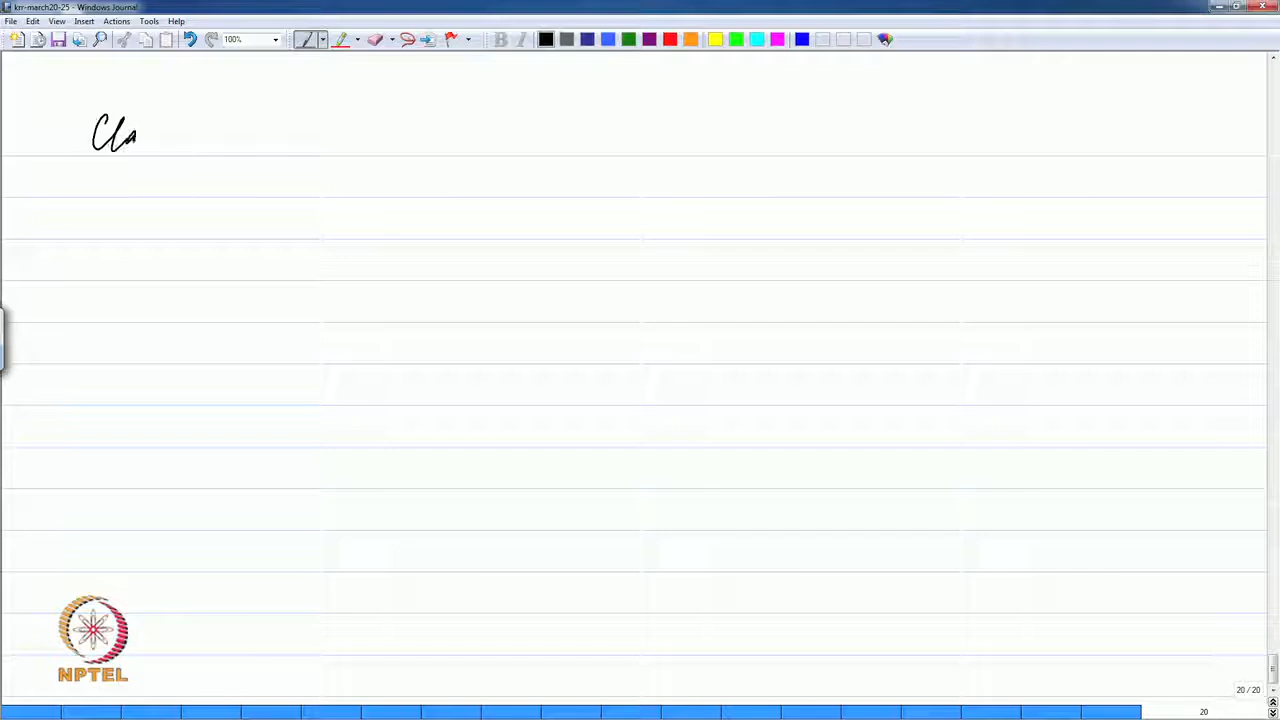 krr-march20-25 - Windows Journal
File Edit View Insert Actions Tools Help
100%
B I
Cla
NPTEL
20 / 20
20